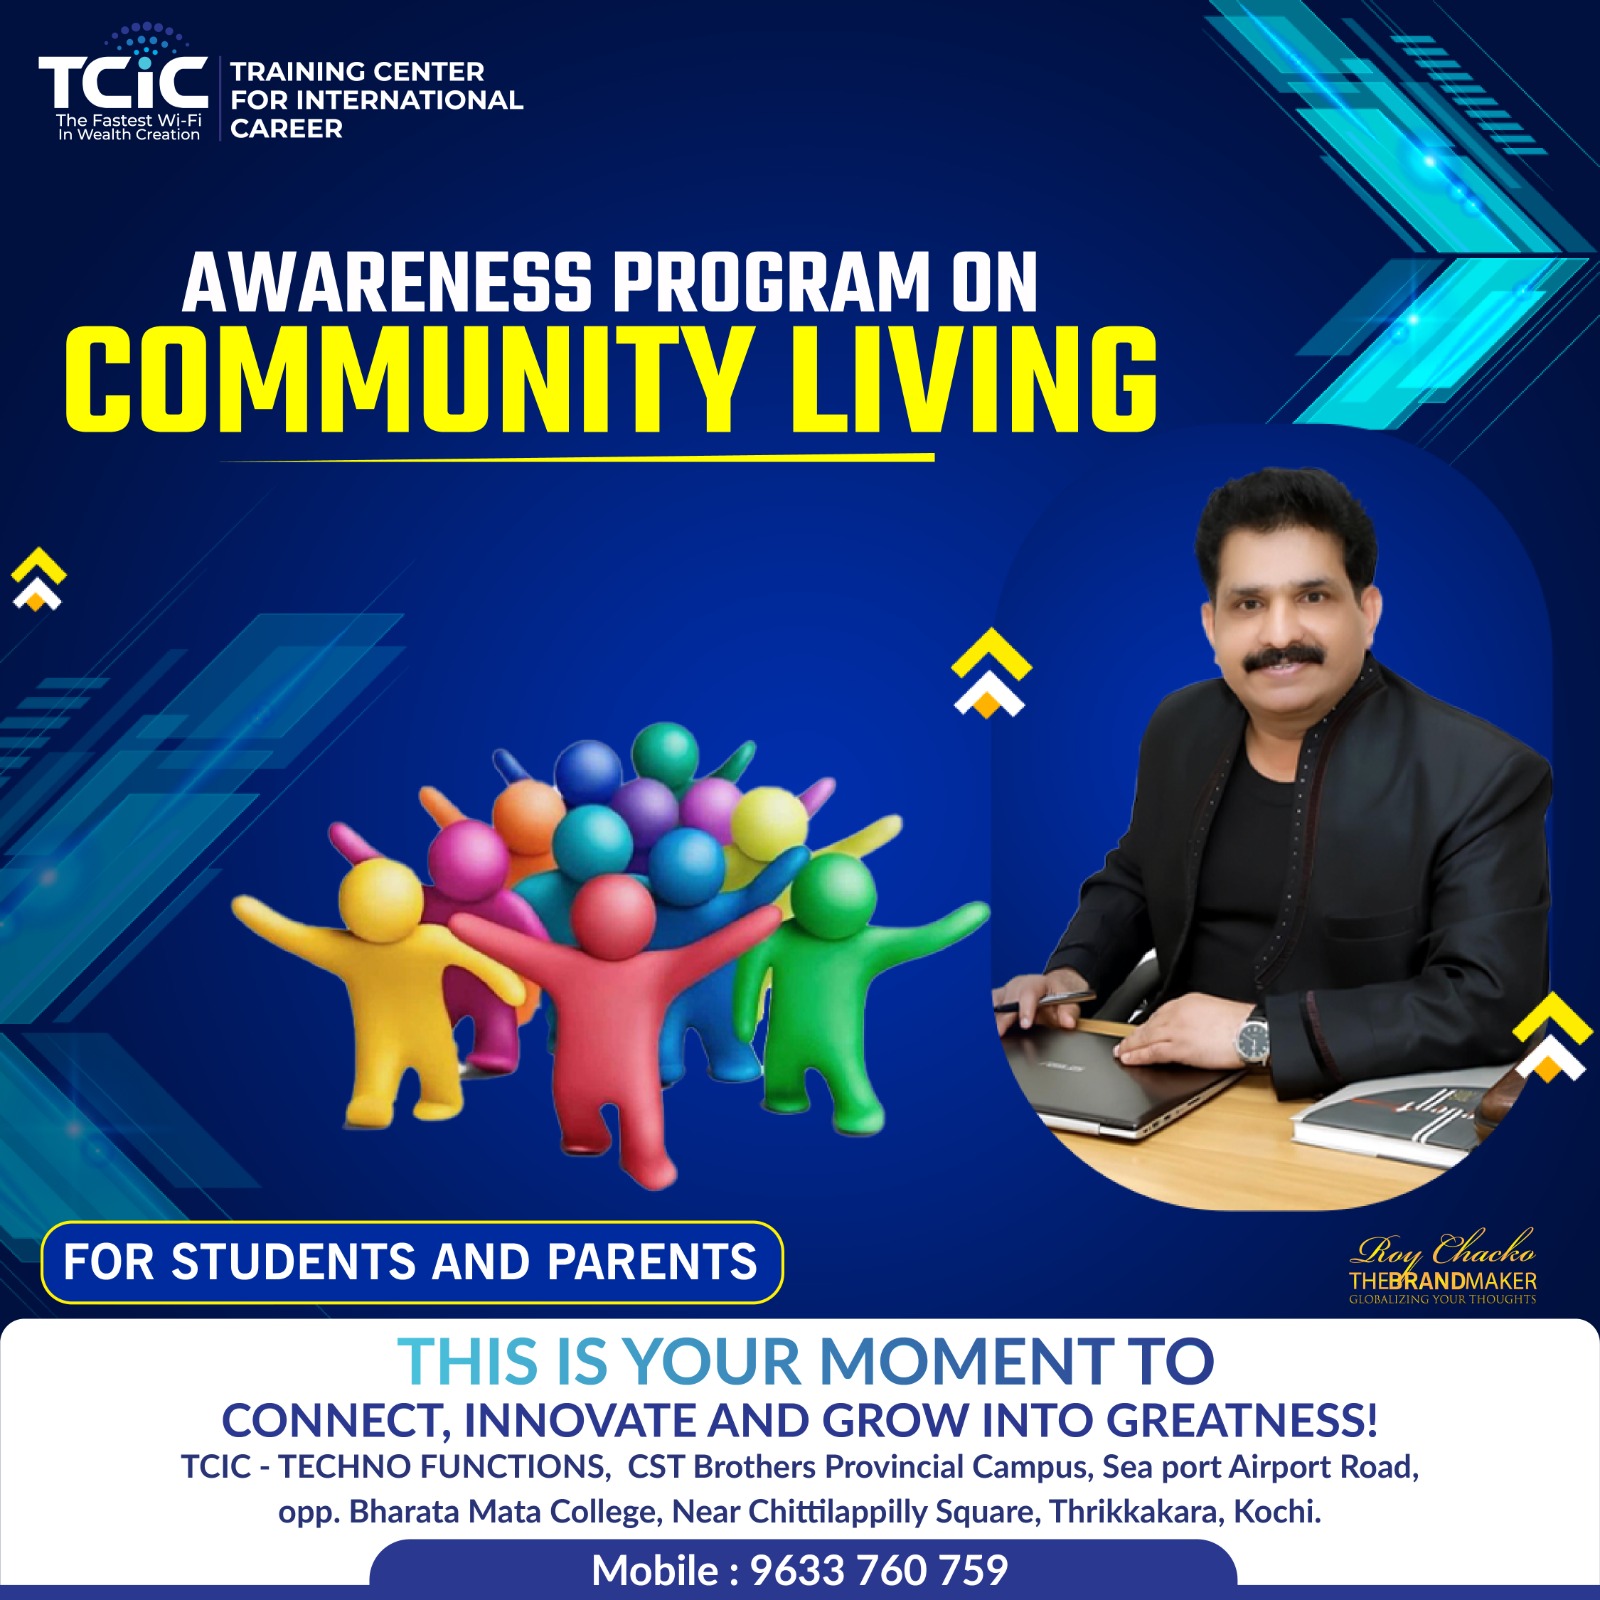 TCiC
The Fastest Wi-Fi
In Wealth Creation
TRAINING CENTER
FOR INTERNATIONAL
CAREER
AWARENESS PROGRAM ON
COMMUNITY LIVING
FOR STUDENTS AND PARENTS
Roy Chacko
THEBRANDMAKER
GLOBALIZING YOUR THOUGHTS
THIS IS YOUR MOMENT TO
CONNECT, INNOVATE AND GROW INTO GREATNESS!
TCIC - TECHNO FUNCTIONS, CST Brothers Provincial Campus, Sea port Airport Road,
opp. Bharata Mata College, Near Chittilappilly Square, Thrikkakara, Kochi.
Mobile : 9633 760 759